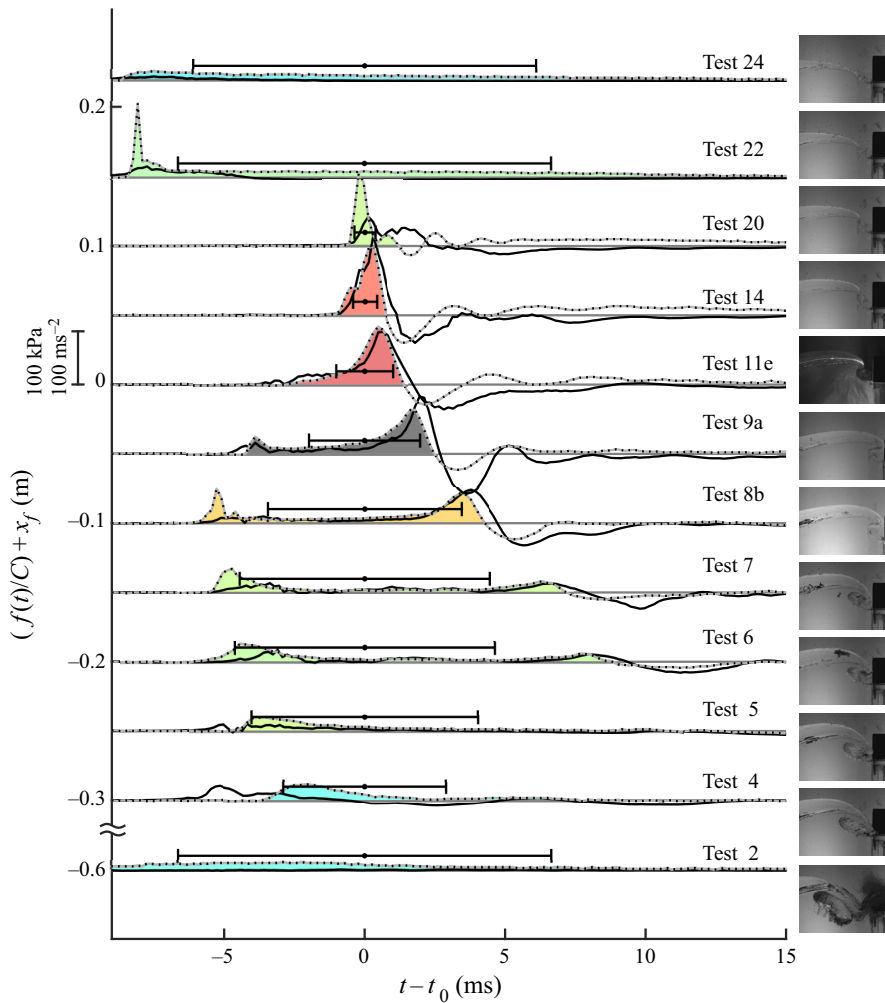 Test 24
0.2
Test 22
Test 20
0.1
Test 14
100 kPa
100 ms−2
Test 11e
0
Test 9a
Test 8b
−0.1
( f(t)/C) + xf (m)
Test 7
Test 6
−0.2
Test 5
Test 4
−0.3
Test 2
−0.6
−5 0 5 10 15
t − t0 (ms)